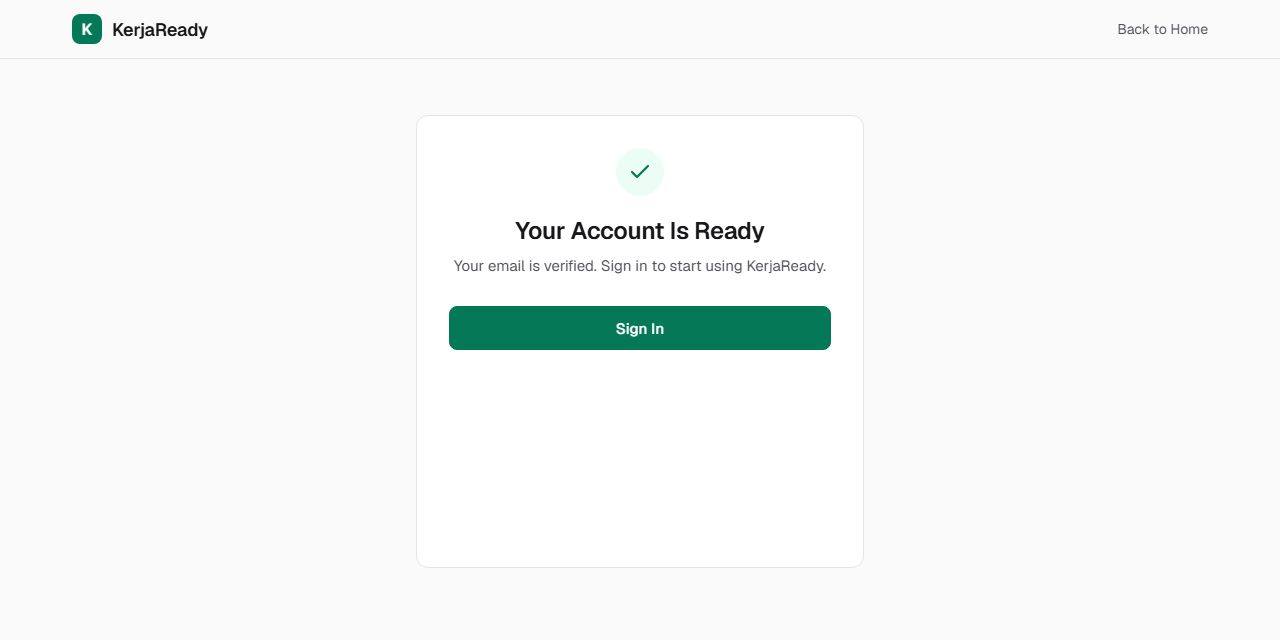 K
KerjaReady
Back to Home
Your Account Is Ready
Your email is verified. Sign in to start using KerjaReady.
Sign In